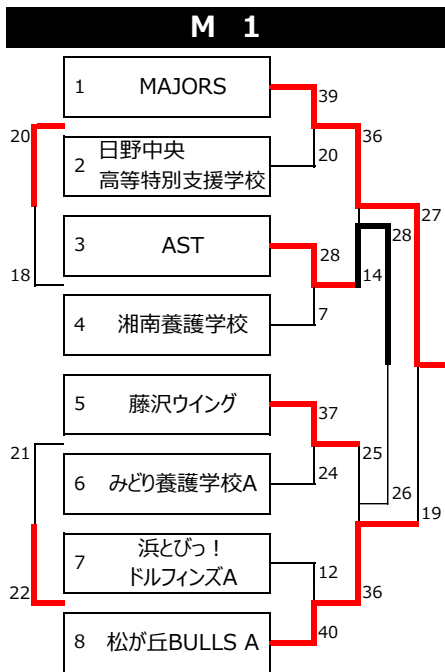 M 1
1 MAJORS
39
20
2 日野中央
高等特別支援学校
20
36
27
3 AST
28
28
18
14
4 湘南養護学校
7
5 藤沢ウイング
37
21
25
6 みどり養護学校A
24
26
19
7 浜とびっ！
ドルフィンズA
12
22
36
8 松が丘BULLS A
40